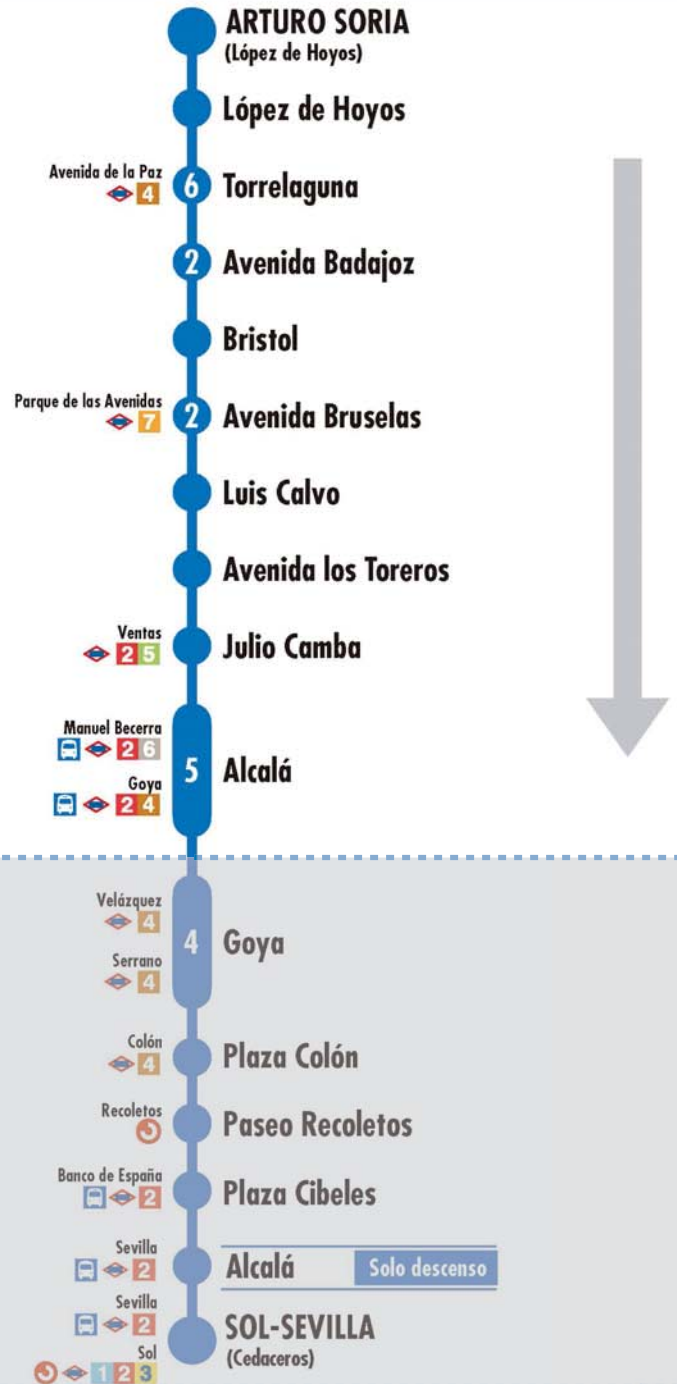 ARTURO SORIA
(López de Hoyos)
López de Hoyos
Avenida de la Paz
4
6
Torrelaguna
2
Avenida Badajoz
Bristol
Parque de las Avenidas
7
2
Avenida Bruselas
Luis Calvo
Avenida los Toreros
Ventas
2 5
Julio Camba
Manuel Becerra
2 6
Goya
2 4
5
Alcalá
Velázquez
4
Serrano
4
4
Goya
Colón
4
Plaza Colón
Recoletos
Paseo Recoletos
Banco de España
2
Plaza Cibeles
Sevilla
2
Alcalá
Solo descenso
Sevilla
2
Sol
1 2 3
SOL-SEVILLA
(Cedaceros)